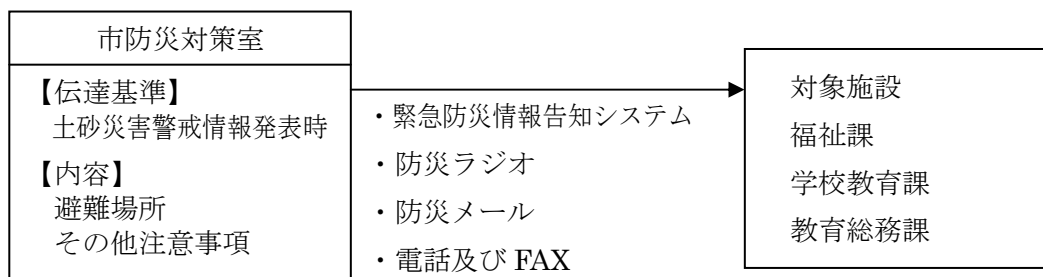 市防災対策室
【伝達基準】
土砂災害警戒情報発表時
【内容】
避難場所
その他注意事項
・緊急防災情報告知システム
・防災ラジオ
・防災メール
・電話及び FAX
対象施設
福祉課
学校教育課
教育総務課